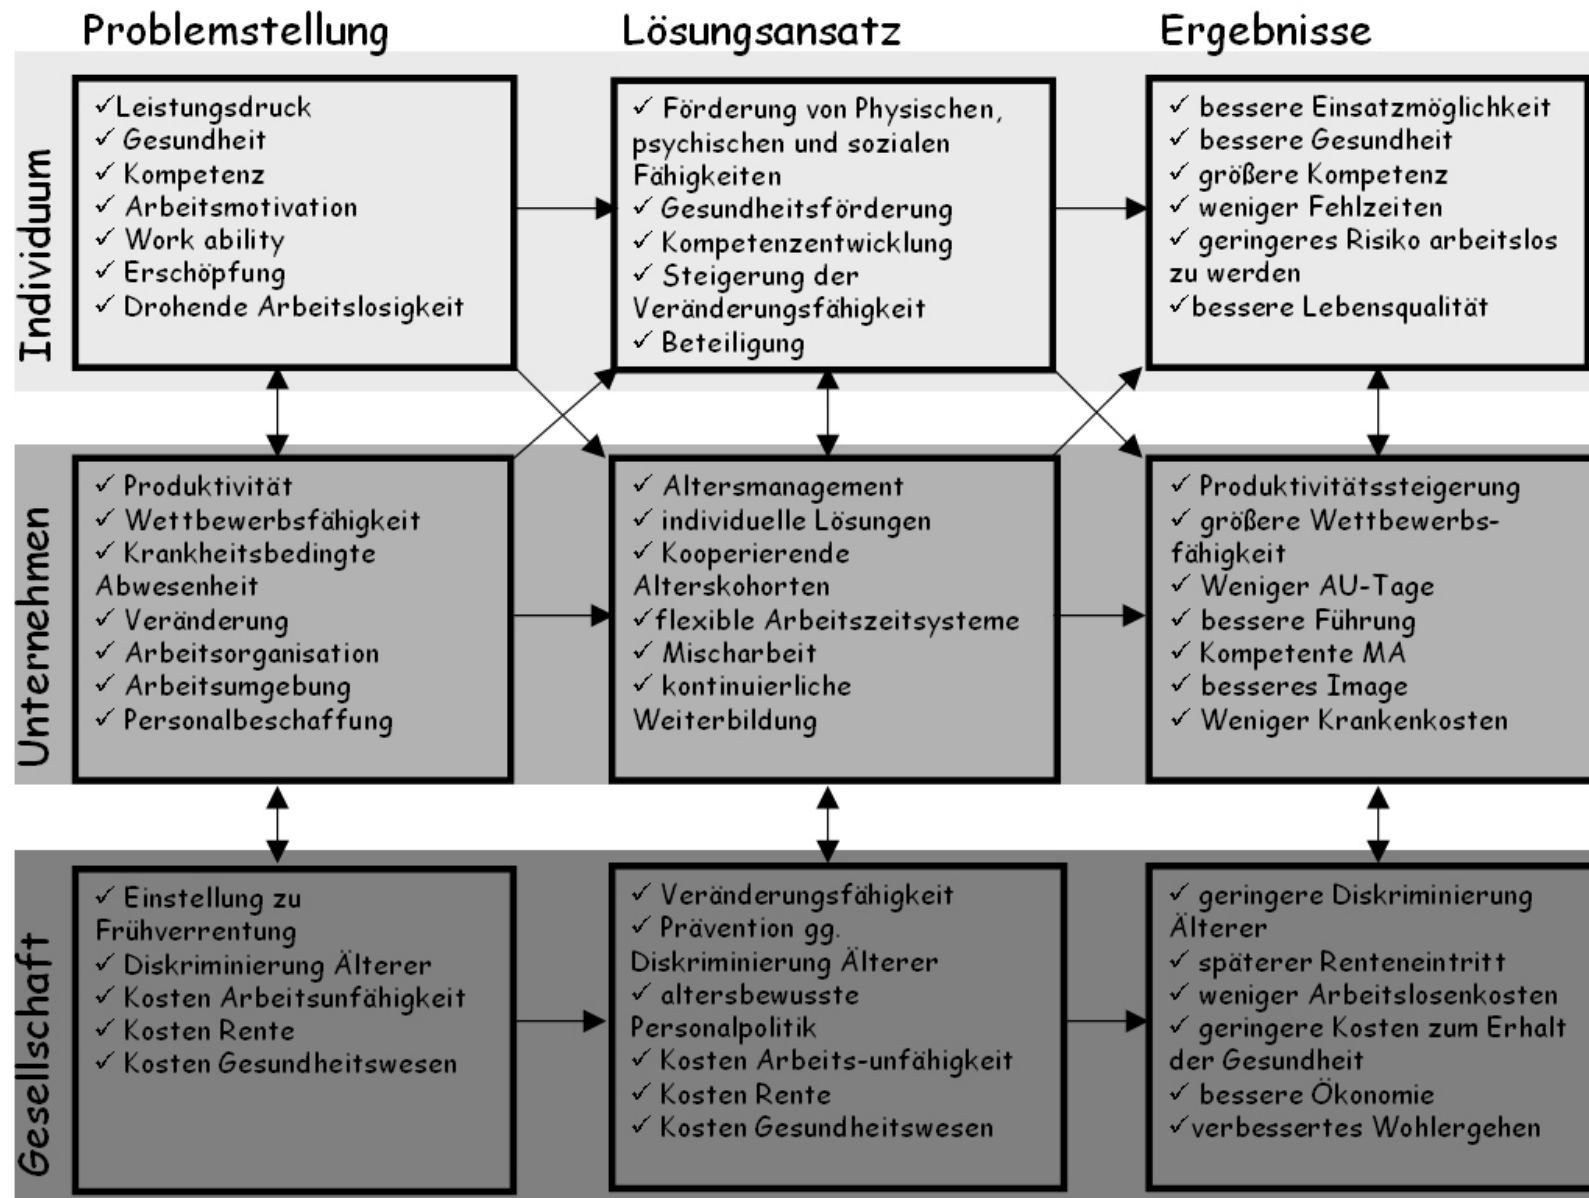 Problemstellung
Lösungsansatz
Ergebnisse
Individuum
✓Leistungsdruck
✓ Gesundheit
✓ Kompetenz
✓ Arbeitsmotivation
✓ Work ability
✓ Erschöpfung
✓ Drohende Arbeitslosigkeit
✓ Förderung von Physischen,
psychischen und sozialen
Fähigkeiten
✓ Gesundheitsförderung
✓ Kompetenzentwicklung
✓ Steigerung der
Veränderungsfähigkeit
✓ Beteiligung
✓ bessere Einsatzmöglichkeit
✓ bessere Gesundheit
✓ größere Kompetenz
✓ weniger Fehlzeiten
✓ geringeres Risiko arbeitslos
zu werden
✓bessere Lebensqualität
Unternehmen
✓ Produktivität
✓ Wettbewerbsfähigkeit
✓ Krankheitsbedingte
Abwesenheit
✓ Veränderung
✓ Arbeitsorganisation
✓ Arbeitsumgebung
✓ Personalbeschaffung
✓ Altersmanagement
✓ individuelle Lösungen
✓ Kooperierende
Alterskohorten
✓flexible Arbeitszeitsysteme
✓ Mischarbeit
✓ kontinuierliche
Weiterbildung
✓ Produktivitätssteigerung
✓ größere Wettbewerbs-
fähigkeit
✓ Weniger AU-Tage
✓ bessere Führung
✓ Kompetente MA
✓ besseres Image
✓ Weniger Krankenkosten
Gesellschaft
✓ Einstellung zu
Frühverrentung
✓ Diskriminierung Älterer
✓ Kosten Arbeitsunfähigkeit
✓ Kosten Rente
✓ Kosten Gesundheitswesen
✓ Veränderungsfähigkeit
✓ Prävention gg.
Diskriminierung Älterer
✓ altersbewusste
Personalpolitik
✓ Kosten Arbeits-unfähigkeit
✓ Kosten Rente
✓ Kosten Gesundheitswesen
✓ geringere Diskriminierung
Älterer
✓ späterer Renteneintritt
✓ weniger Arbeitslosenkosten
✓ geringere Kosten zum Erhalt
der Gesundheit
✓ bessere Ökonomie
✓verbessertes Wohlergehen